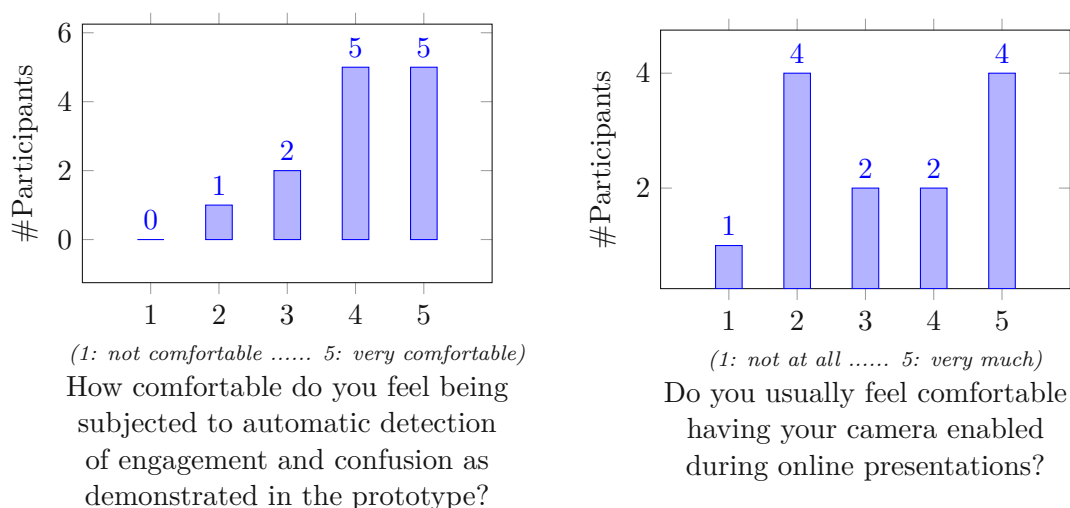 6
4
2
0
#Participants
0
1
2
5
5
1 2 3 4 5
(1: not comfortable ...... 5: very comfortable)
How comfortable do you feel being
subjected to automatic detection
of engagement and confusion as
demonstrated in the prototype?
4
2
#Participants
1
4
2
2
4
1 2 3 4 5
(1: not at all ...... 5: very much)
Do you usually feel comfortable
having your camera enabled
during online presentations?